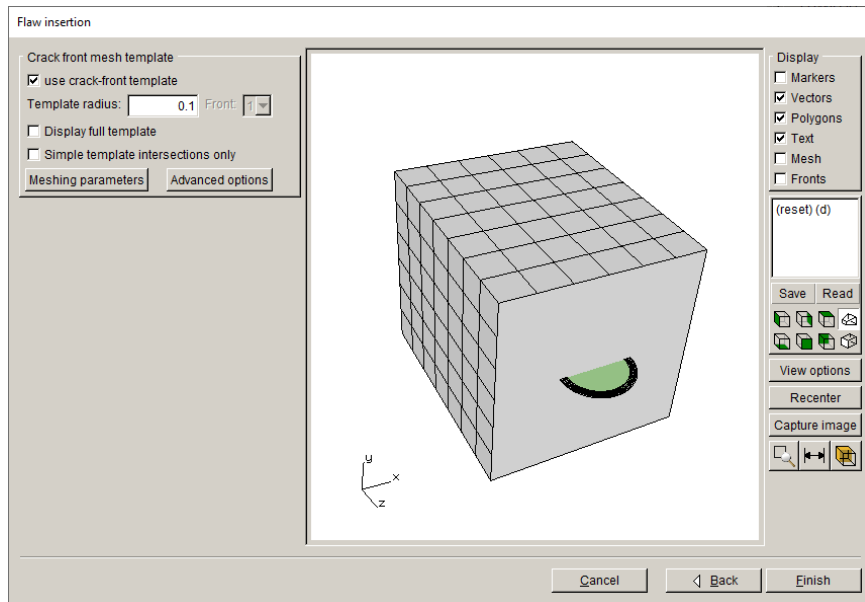 Flaw insertion
Crack front mesh template
use crack-front template
Template radius: 0.1 Front: 1
Display full template
Simple template intersections only
Meshing parameters Advanced options
y
x
z
Display
Markers
Vectors
Polygons
Text
Mesh
Fronts
(reset) (d)
Save Read
View options
Recenter
Capture image
Cancel Back Finish